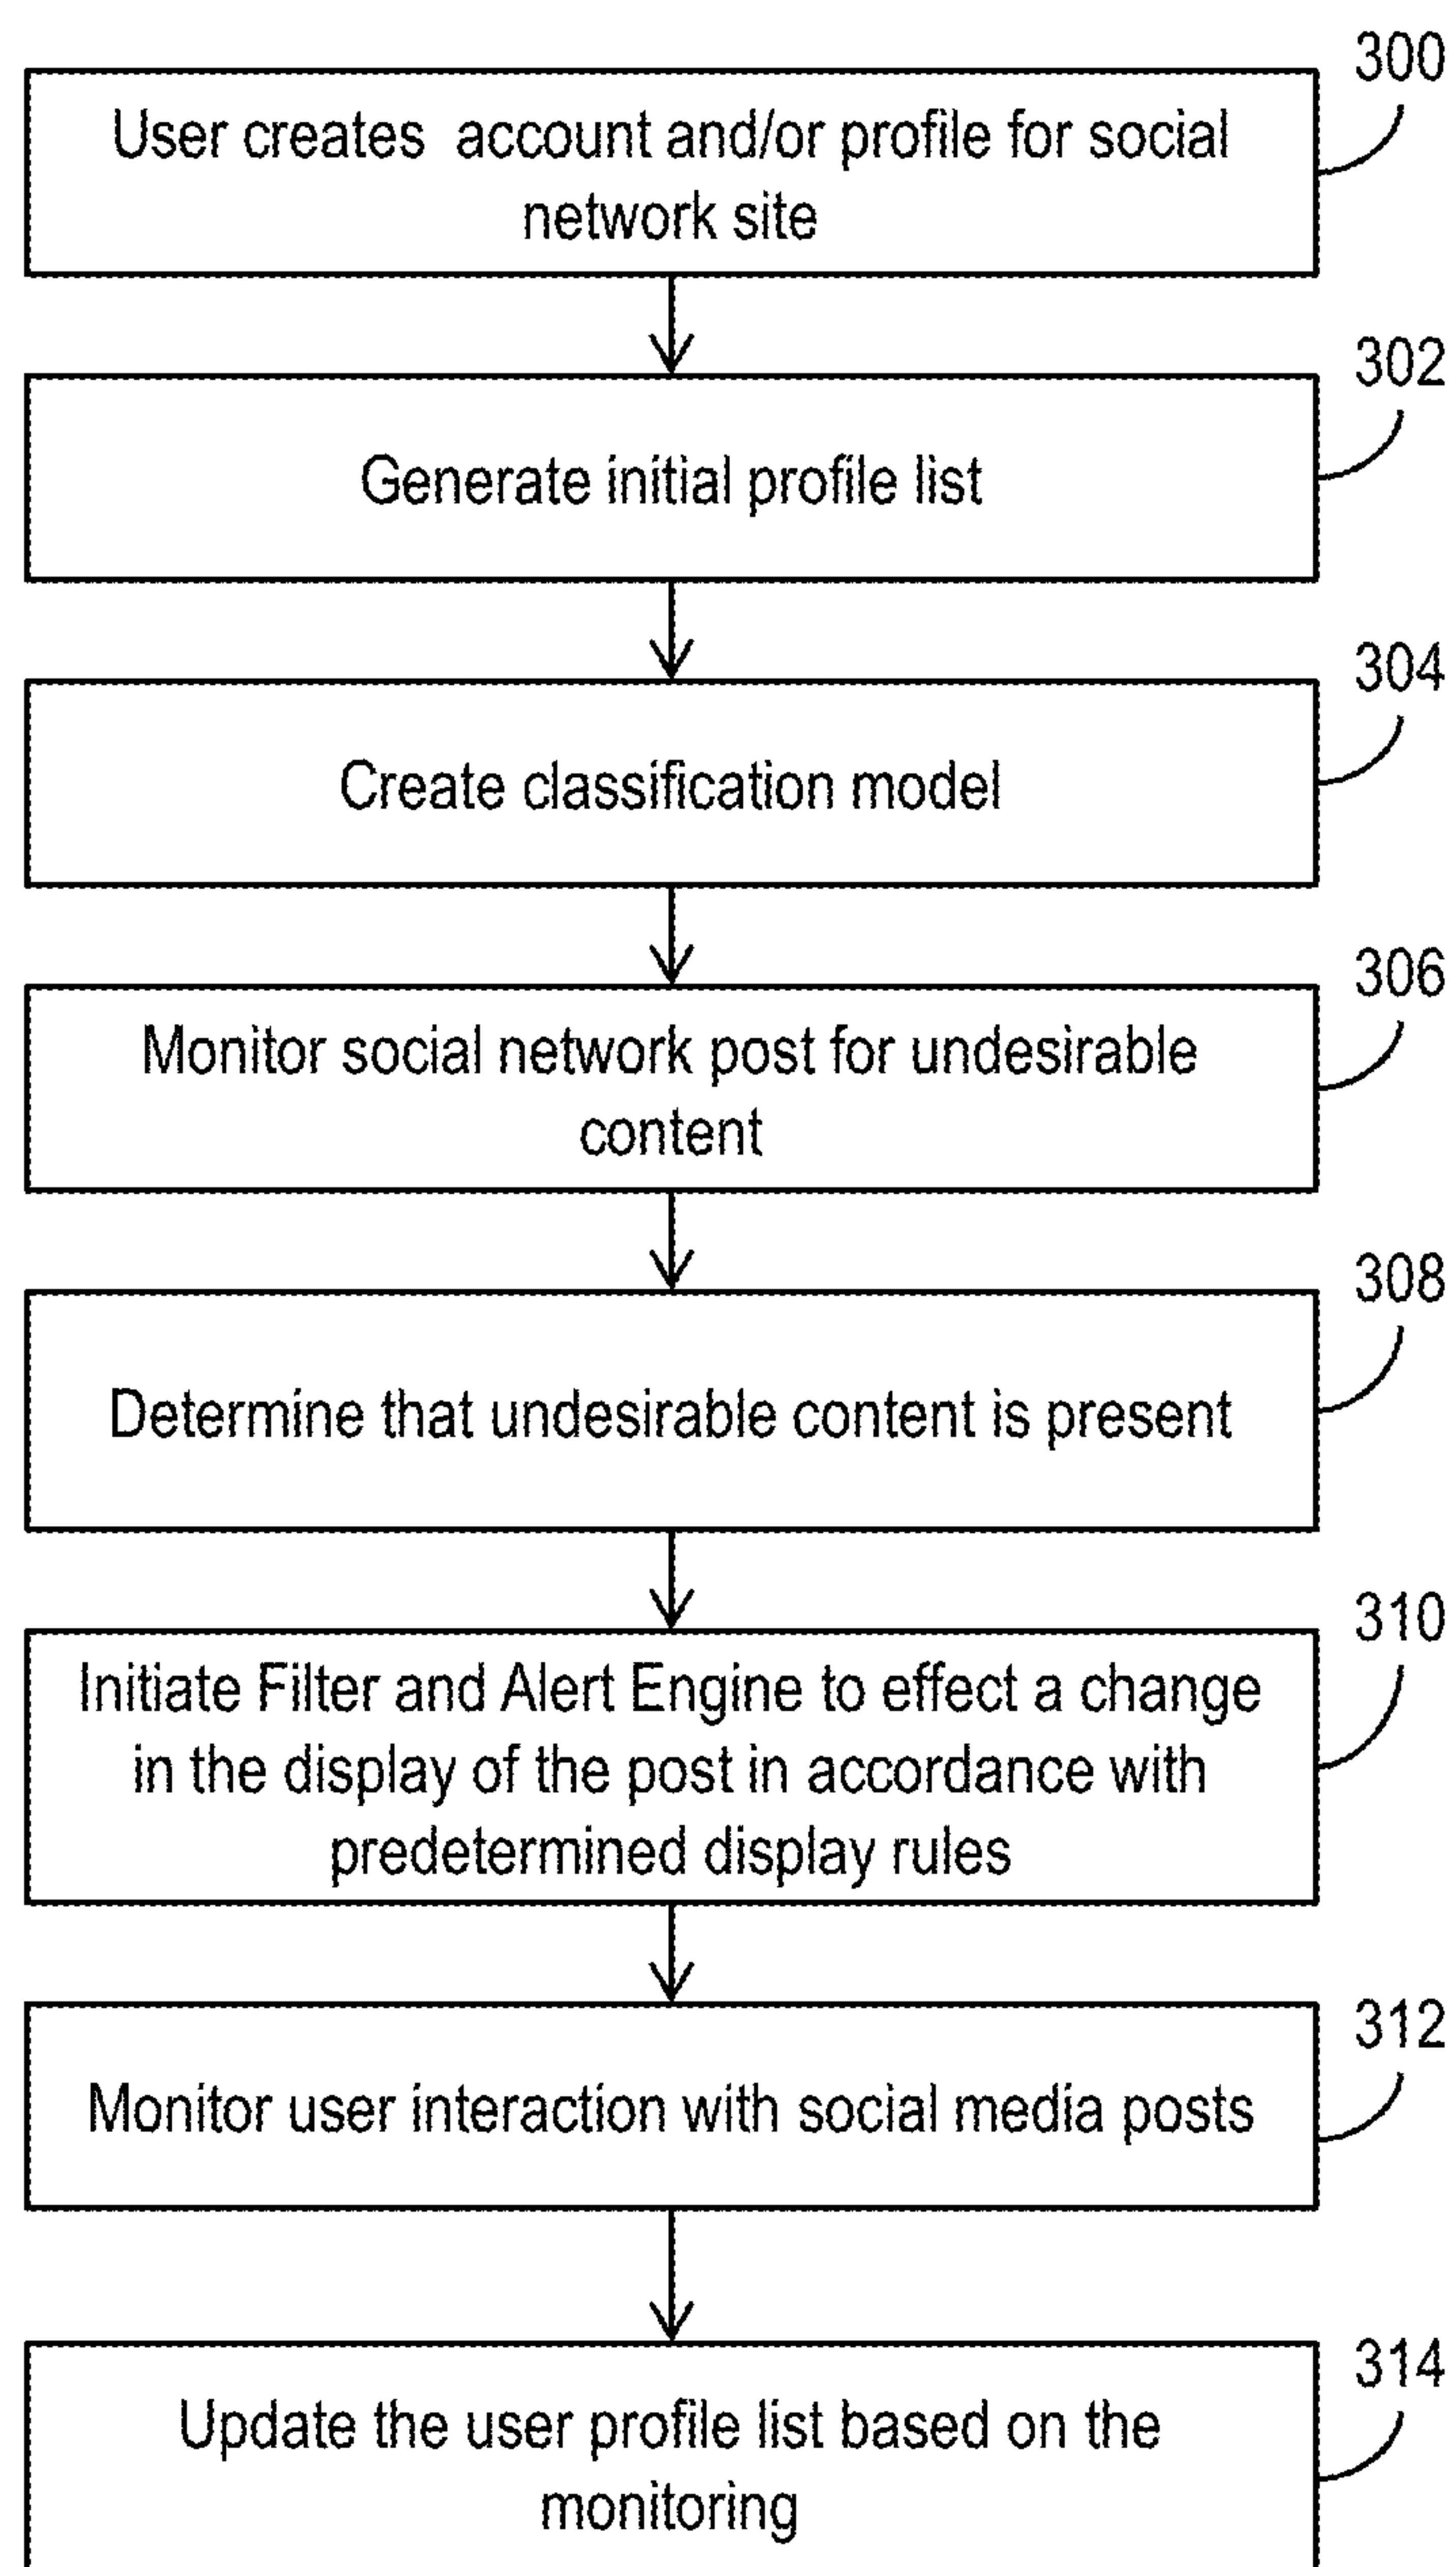 300
User creates account and/or profile for social
network site
302
Generate initial profile list
304
Create classification model
306
Monitor social network post for undesirable
content
308
Determine that undesirable content is present
310
Initiate Filter and Alert Engine to effect a change
in the display of the post in accordance with
predetermined display rules
312
Monitor user interaction with social media posts
314
Update the user profile list based on the
monitoring